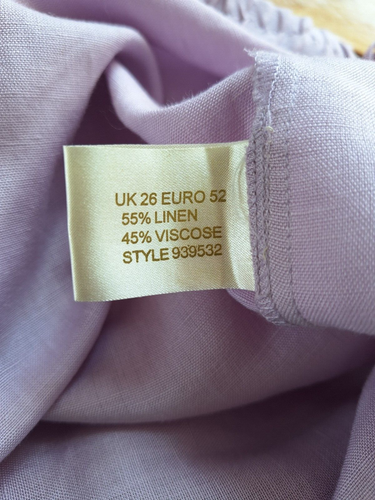 UK 26 EURO 52
55% LINEN
45% VISCOSE
STYLE 939532